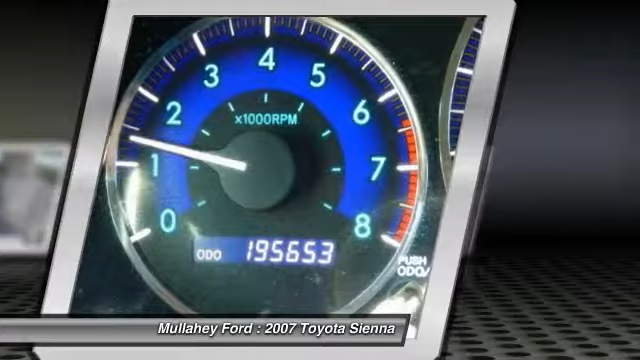 4
3 5
2 6
x1000RPM
1 7
0 8
ODO 195653
PUSH
ODO/
Mullahey Ford : 2007 Toyota Sienna